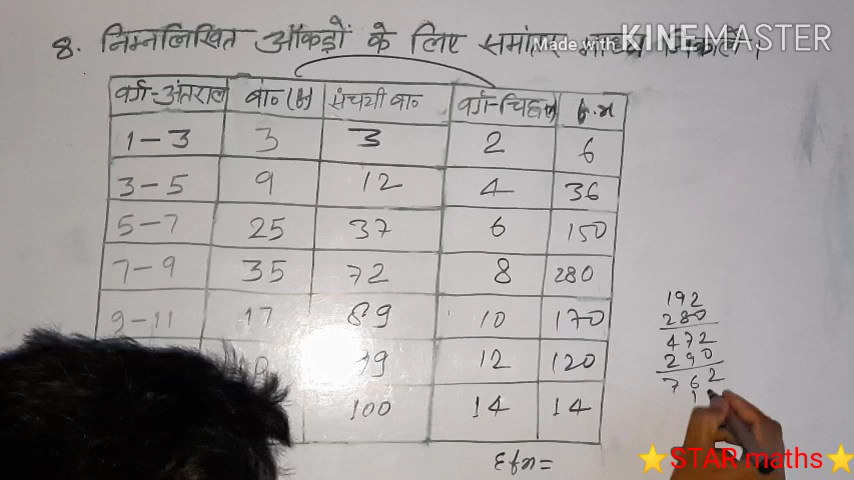 8. निम्नलिखित आँकड़ों के लिए समांतर
Made with KINEMASTER
वर्ग-अंतराल बा० (f) संचयी बा० वर्ग-चिह्न f.x
1-3 3 3 2 6
3-5 9 12 4 36
5-7 25 37 6 150
7-9 35 72 8 280
9-11 17 89 10 170
12 120
100 14 14
Σfx=
192
280
472
290
762
⭐STAR maths⭐